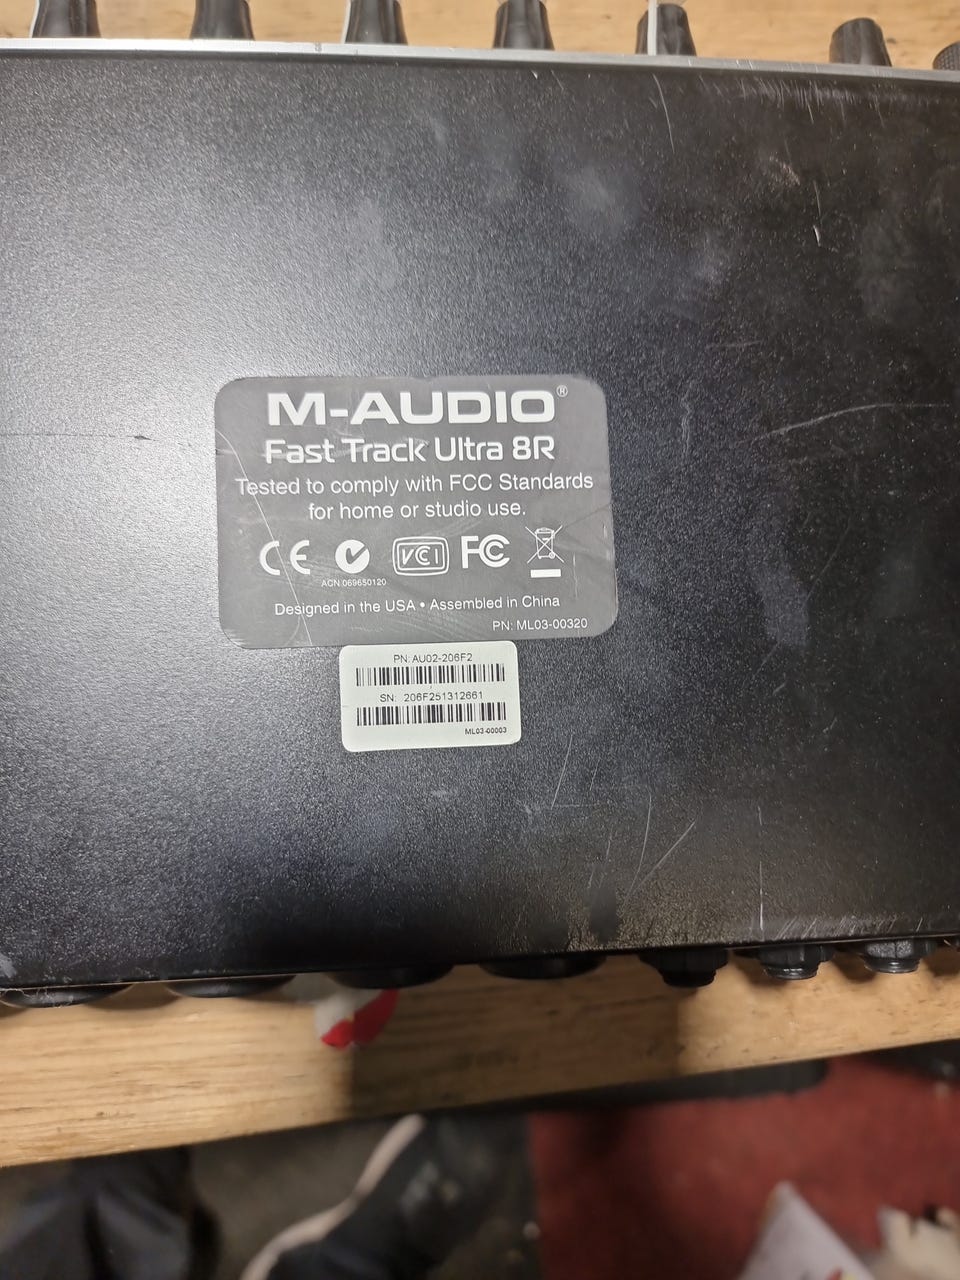 M-AUDIO®
Fast Track Ultra 8R
Tested to comply with FCC Standards
for home or studio use.
CE VCI FC
ACN 069650120
Designed in the USA • Assembled in China
PN: ML03-00320
PN: AU02-206F2
SN: 206F251312661
ML03-00003